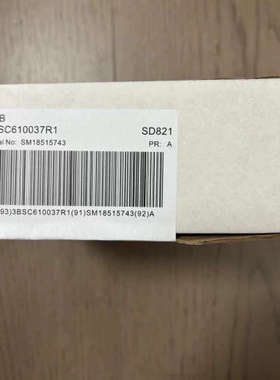 B
SC610037R1 SD821
al No: SM18515743 PR: A
93)3BSC610037R1(91)SM18515743(92)A